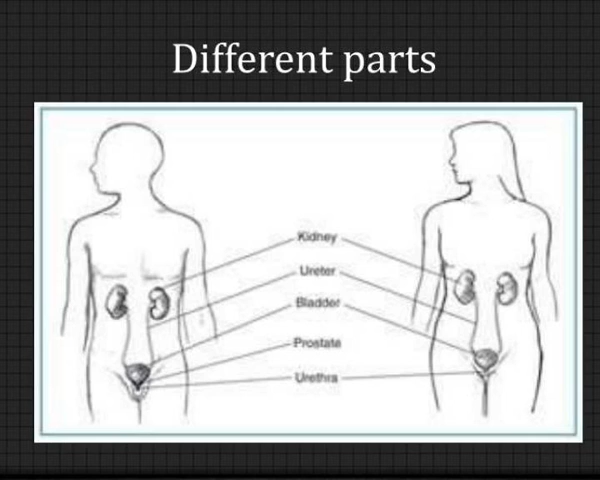 Different parts
Kidney
Ureter
Bladder
Prostate
Urethra